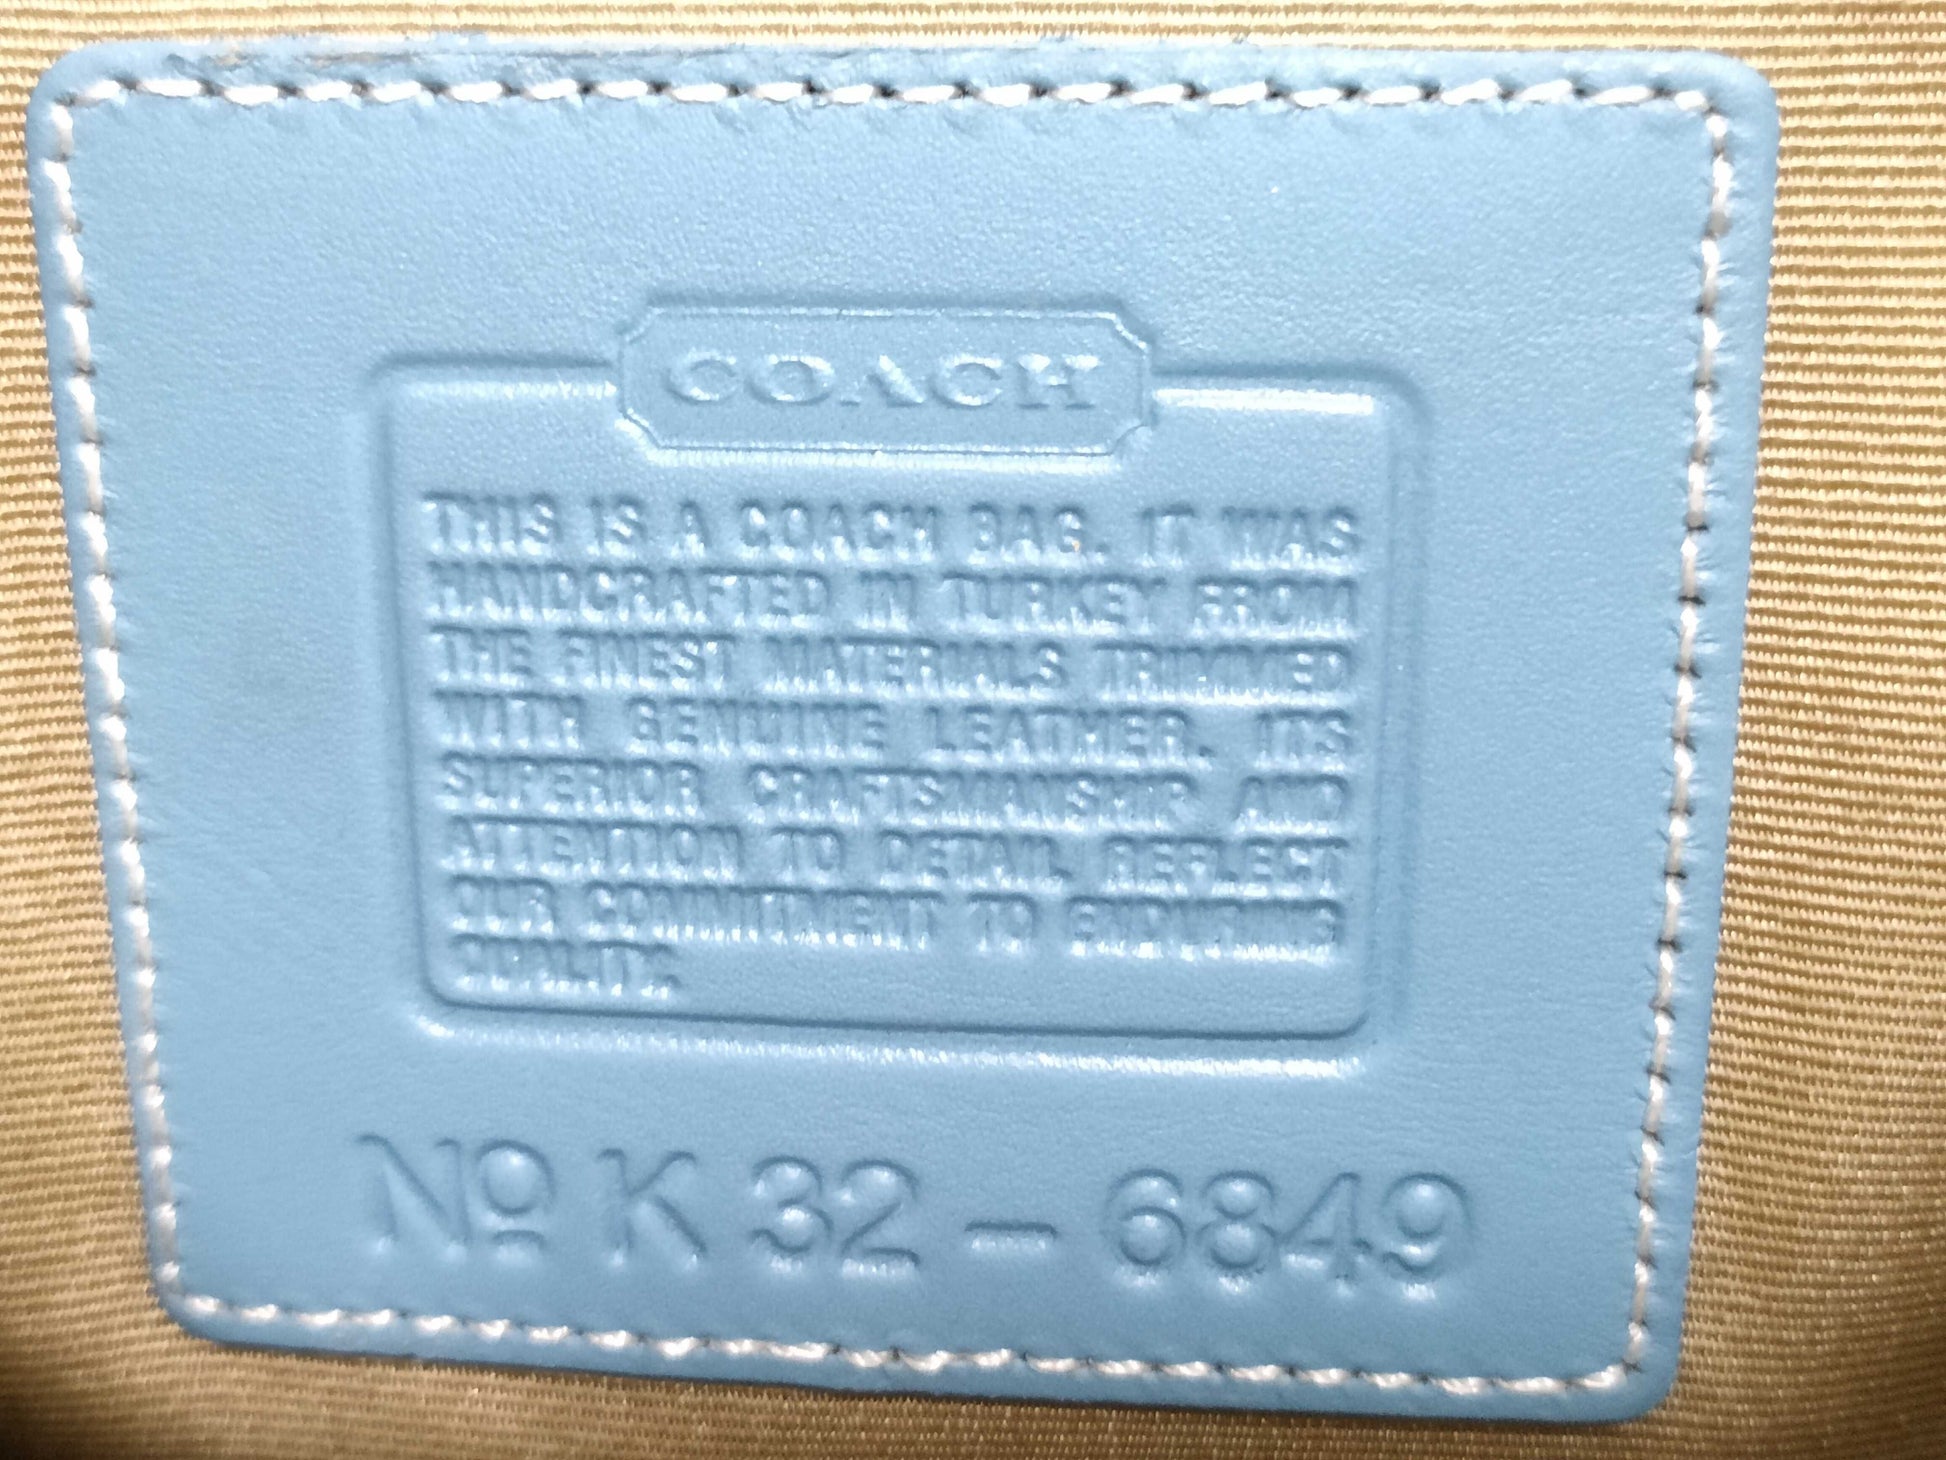 COACH
THIS IS A COACH BAG. IT WAS
HANDCRAFTED IN TURKEY FROM
THE FINEST MATERIALS TRIMMED
WITH GENUINE LEATHER. ITS
SUPERIOR CRAFTSMANSHIP AND
ATTENTION TO DETAIL REFLECT
OUR COMMITMENT TO ENDURING
QUALITY.
Nº K32-6849